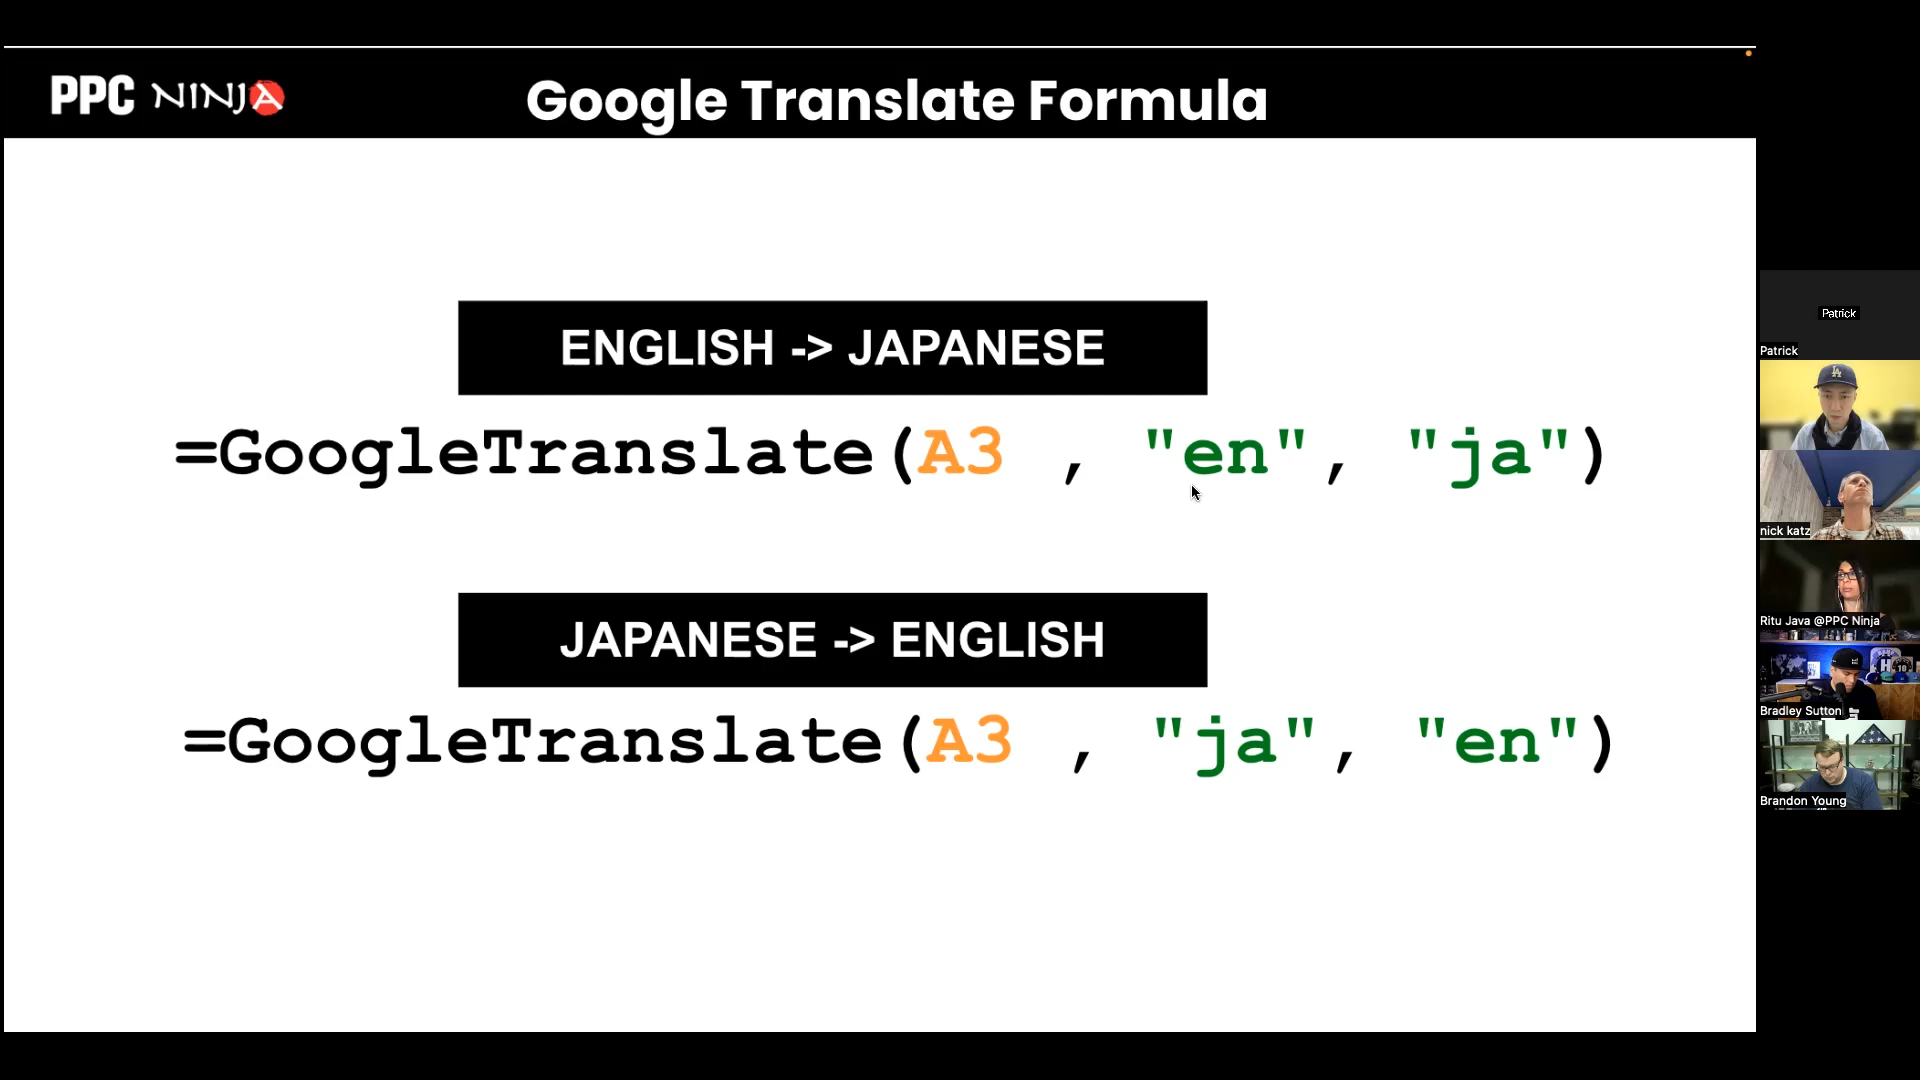 PPC NINJA
Google Translate Formula
ENGLISH -> JAPANESE
=GoogleTranslate(A3 , "en", "ja")
JAPANESE -> ENGLISH
=GoogleTranslate(A3 , "ja", "en")
Patrick
Patrick
nick katz
Ritu Java @PPC Ninja
Bradley Sutton
Brandon Young